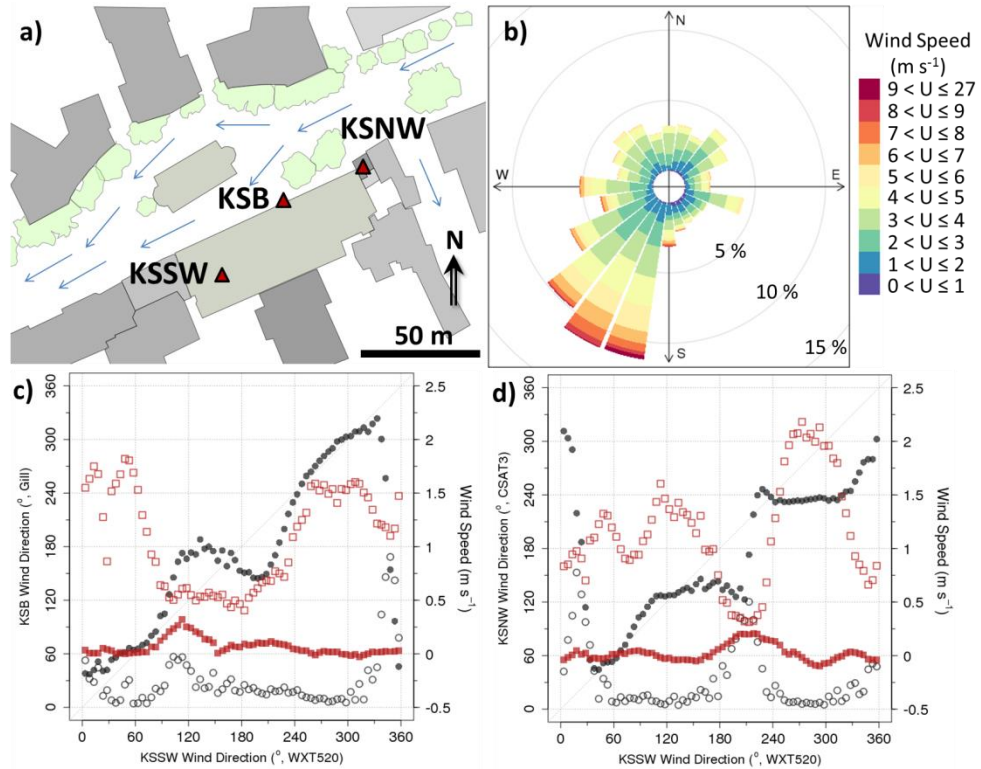 a)
KSNW
KSB
KSSW
N
50 m
b)
N
W
E
S
5 %
10 %
15 %
Wind Speed
(m s⁻¹)
9 < U ≤ 27
8 < U ≤ 9
7 < U ≤ 8
6 < U ≤ 7
5 < U ≤ 6
4 < U ≤ 5
3 < U ≤ 4
2 < U ≤ 3
1 < U ≤ 2
0 < U ≤ 1
c)
KSB Wind Direction (°, Gill)
360
300
240
180
120
60
0
2.5
2
1.5
1
0.5
0
-0.5
Wind Speed (m s⁻¹)
0 60 120 180 240 300 360
KSSW Wind Direction (°, WXT520)
d)
KSNW Wind Direction (°, CSAT3)
360
300
240
180
120
60
0
2.5
2
1.5
1
0.5
0
-0.5
Wind Speed (m s⁻¹)
0 60 120 180 240 300 360
KSSW Wind Direction (°, WXT520)